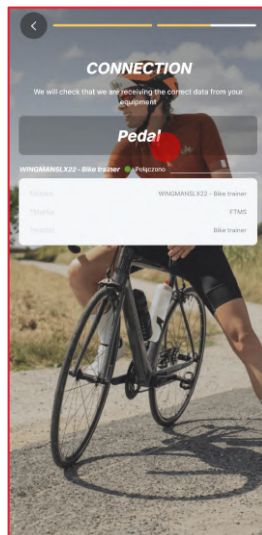 CONNECTION
We will check that we are receiving the correct data from your
equipment
Pedal
WINGMANSLX22 - Bike trainer Połączono
WINGMANSLX22 - Bike trainer
FTMS
Bike trainer